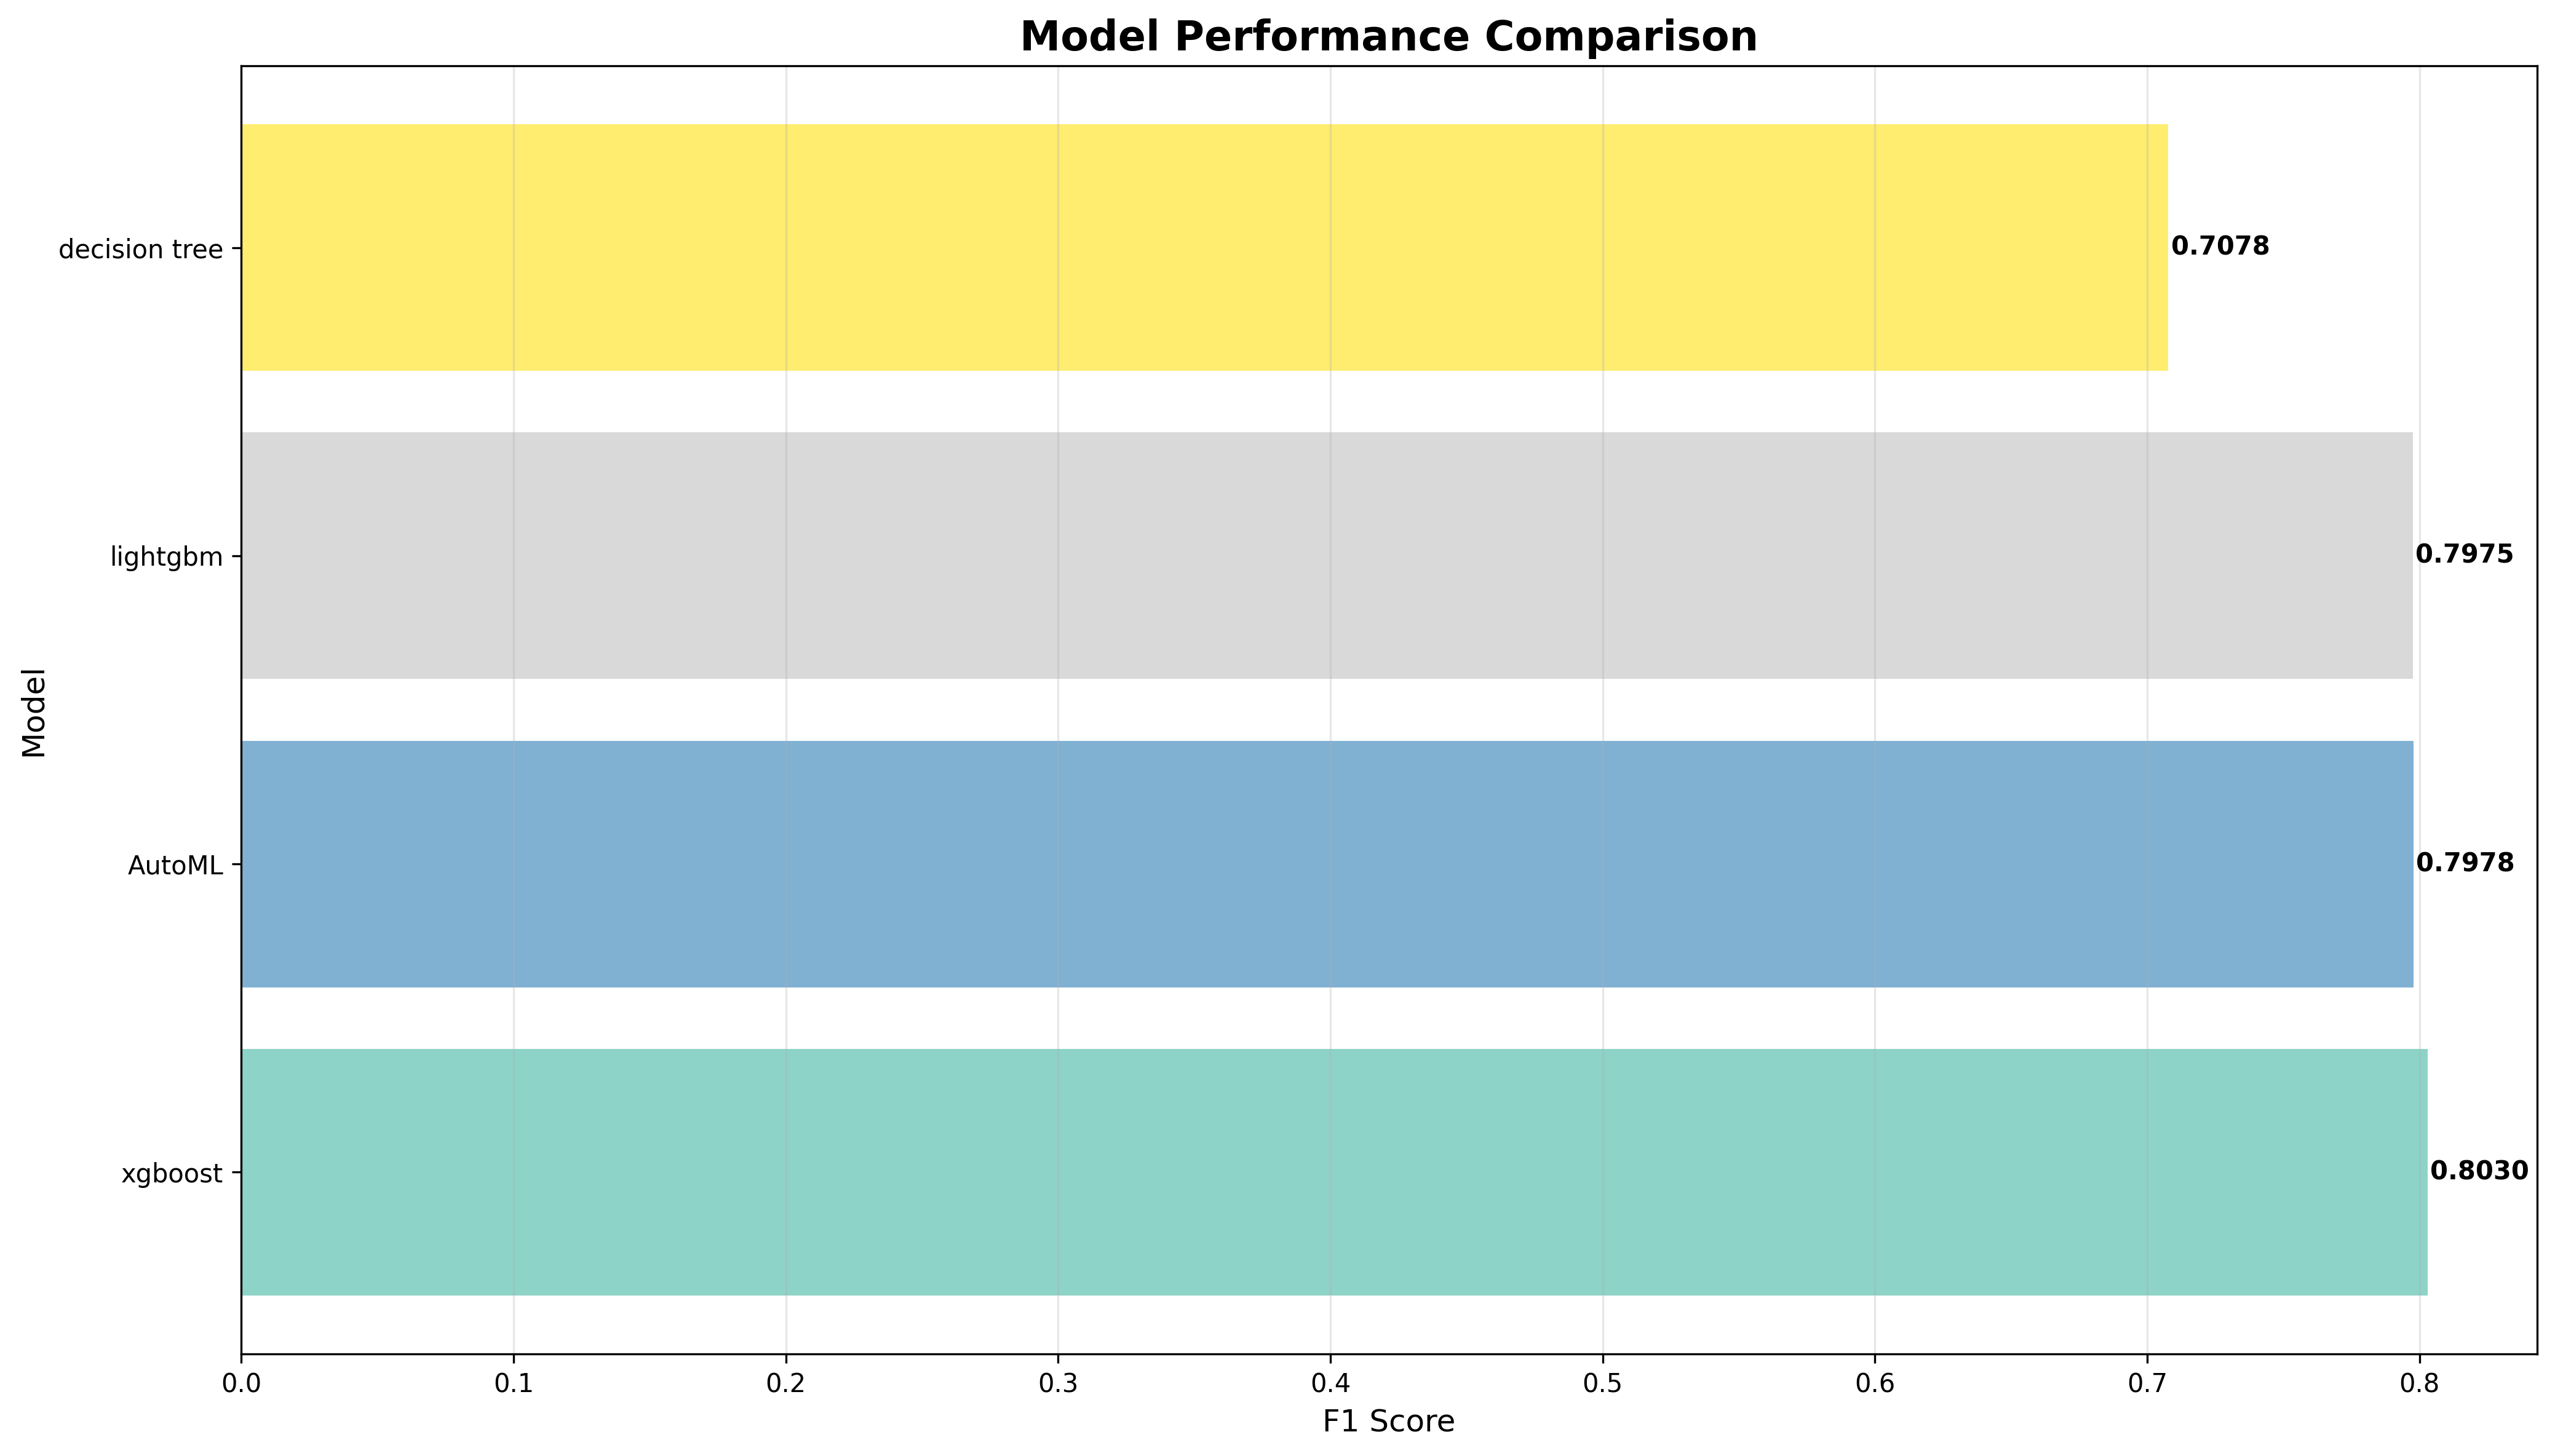 Model Performance Comparison
decision tree
0.7078
lightgbm
0.7975
Model
AutoML
0.7978
xgboost
0.8030
0.0 0.1 0.2 0.3 0.4 0.5 0.6 0.7 0.8
F1 Score